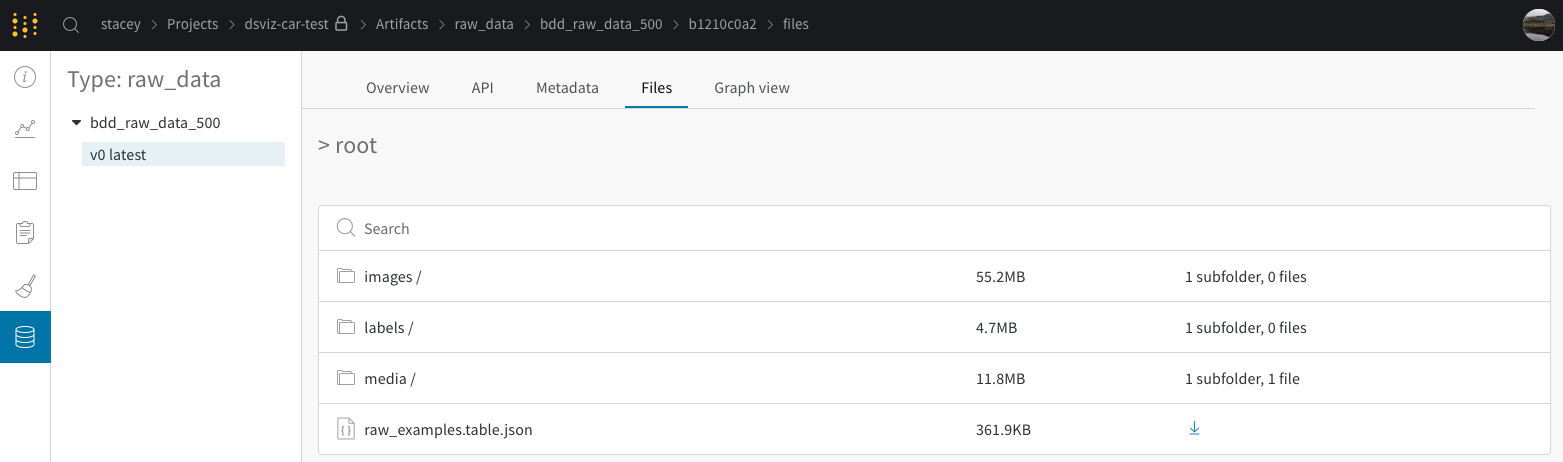 stacey > Projects > dsviz-car-test > Artifacts > raw_data > bdd_raw_data_500 > b1210c0a2 > files
Type: raw_data
bdd_raw_data_500
v0 latest
Overview API Metadata Files Graph view
> root
Search
images / 55.2MB 1 subfolder, 0 files
labels / 4.7MB 1 subfolder, 0 files
media / 11.8MB 1 subfolder, 1 file
raw_examples.table.json 361.9KB